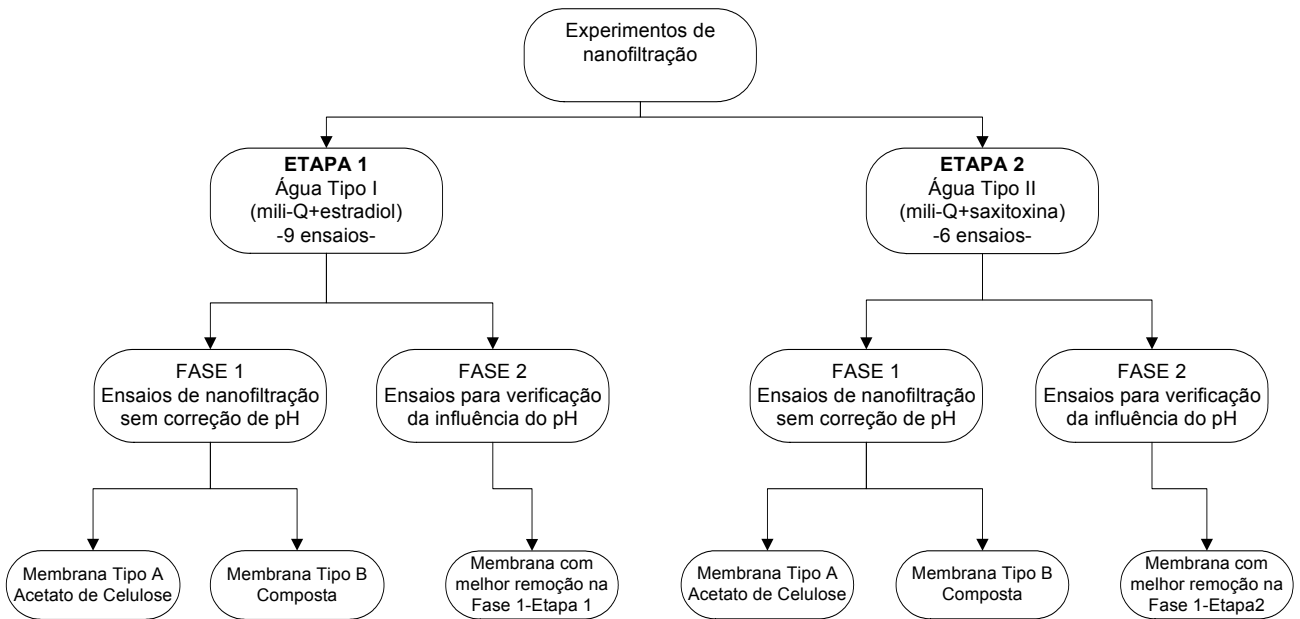 Experimentos de
nanofiltração
ETAPA 1
Água Tipo I
(mili-Q+estradiol)
-9 ensaios-
ETAPA 2
Água Tipo II
(mili-Q+saxitoxina)
-6 ensaios-
FASE 1
Ensaios de nanofiltração
sem correção de pH
FASE 2
Ensaios para verificação
da influência do pH
FASE 1
Ensaios de nanofiltração
sem correção de pH
FASE 2
Ensaios para verificação
da influência do pH
Membrana Tipo A
Acetato de Celulose
Membrana Tipo B
Composta
Membrana com
melhor remoção na
Fase 1-Etapa 1
Membrana Tipo A
Acetato de Celulose
Membrana Tipo B
Composta
Membrana com
melhor remoção na
Fase 1-Etapa2